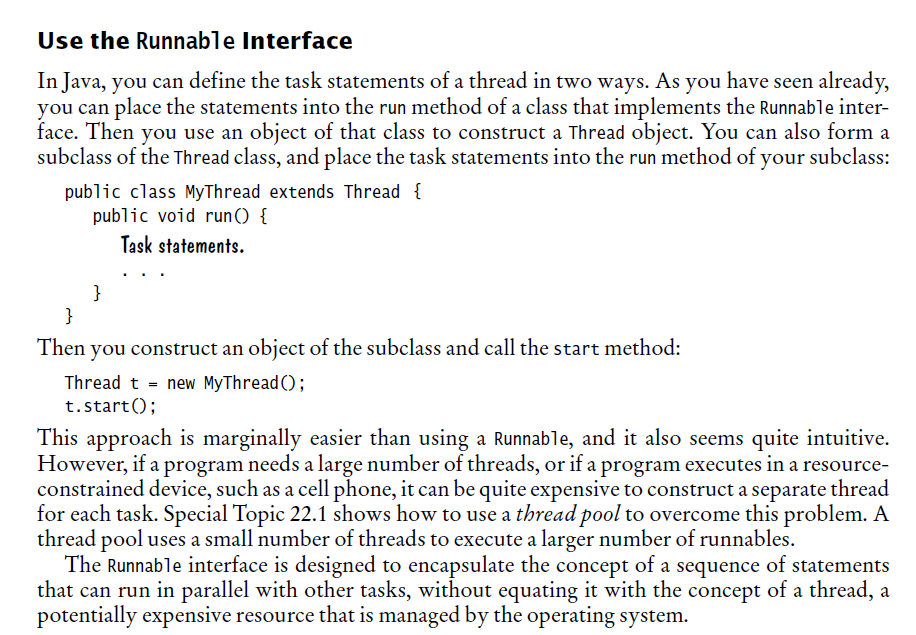 Use the Runnable Interface
In Java, you can define the task statements of a thread in two ways. As you have seen already,
you can place the statements into the run method of a class that implements the Runnable inter-
face. Then you use an object of that class to construct a Thread object. You can also form a
subclass of the Thread class, and place the task statements into the run method of your subclass:
public class MyThread extends Thread {
public void run() {
Task statements.
. . .
}
}
Then you construct an object of the subclass and call the start method:
Thread t = new MyThread();
t.start();
This approach is marginally easier than using a Runnable, and it also seems quite intuitive.
However, if a program needs a large number of threads, or if a program executes in a resource-
constrained device, such as a cell phone, it can be quite expensive to construct a separate thread
for each task. Special Topic 22.1 shows how to use a thread pool to overcome this problem. A
thread pool uses a small number of threads to execute a larger number of runnables.
The Runnable interface is designed to encapsulate the concept of a sequence of statements
that can run in parallel with other tasks, without equating it with the concept of a thread, a
potentially expensive resource that is managed by the operating system.